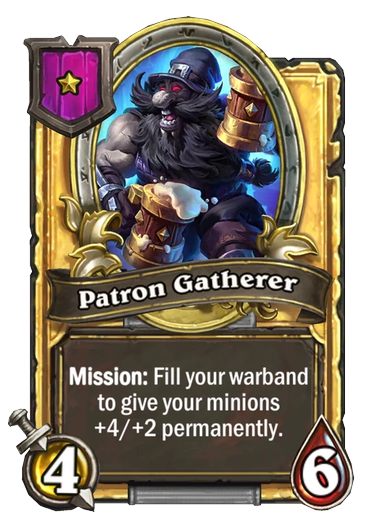 Patron Gatherer
Mission: Fill your warband
to give your minions
+4/+2 permanently.
4
6